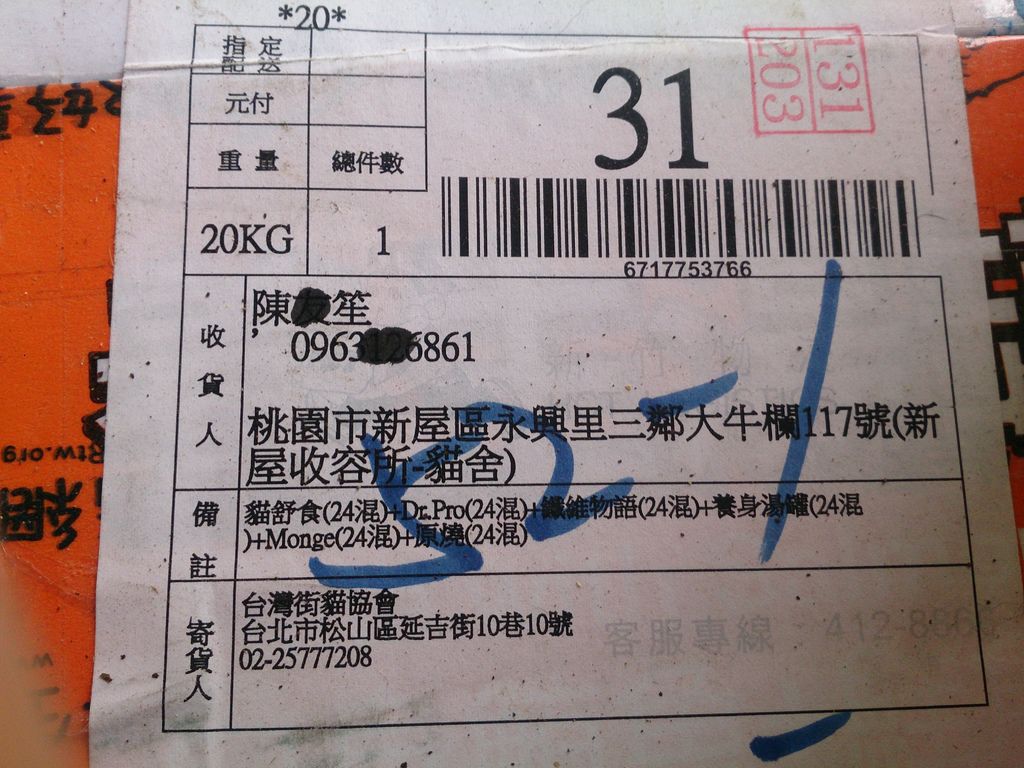 *20*
指定配送
元付
重量 總件數
20KG 1
31
131
203
6717753766
收貨人
陳 笙
0963 6861
桃園市新屋區永興里三鄰大牛欄117號(新
屋收容所-貓舍)
備註
貓舒食(24混)+Dr.Pro(24混)+纖維物語(24混)+養身湯罐(24混
)+Monge(24混)+原燒(24混)
寄貨人
台灣街貓協會
台北市松山區延吉街10巷10號
02-25777208
客服專線